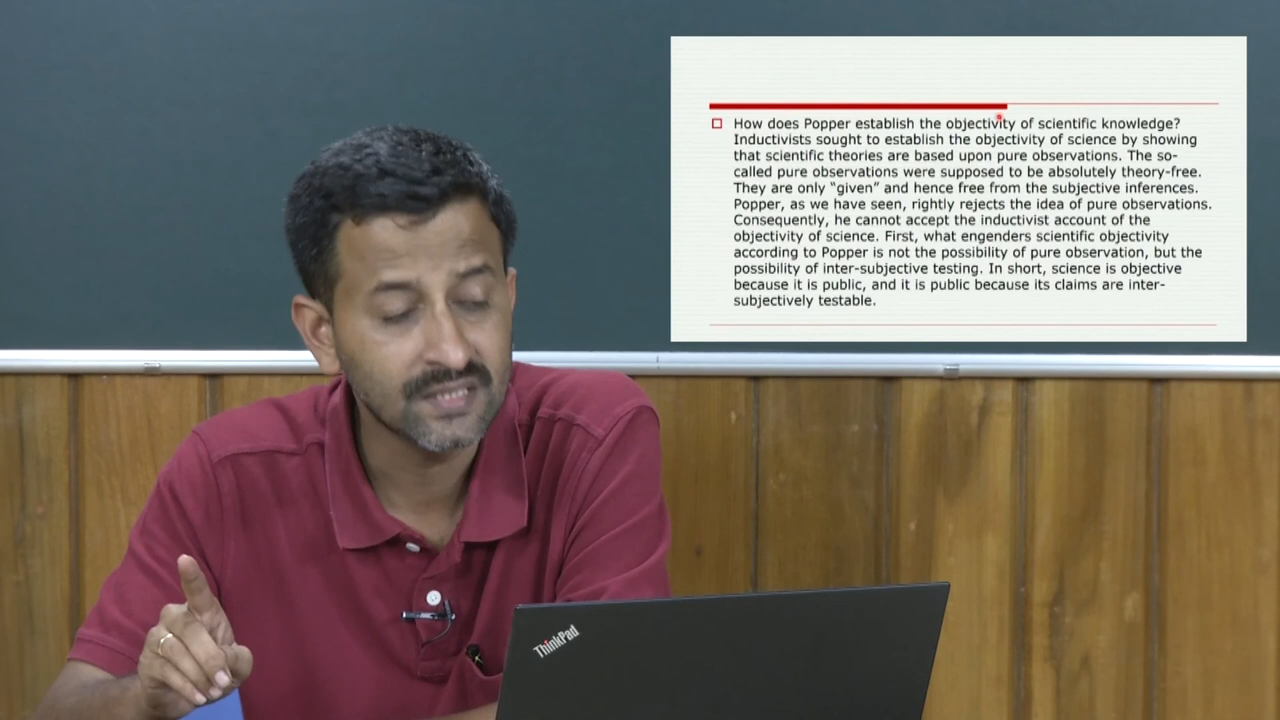 How does Popper establish the objectivity of scientific knowledge?
Inductivists sought to establish the objectivity of science by showing
that scientific theories are based upon pure observations. The so-
called pure observations were supposed to be absolutely theory-free.
They are only “given” and hence free from the subjective inferences.
Popper, as we have seen, rightly rejects the idea of pure observations.
Consequently, he cannot accept the inductivist account of the
objectivity of science. First, what engenders scientific objectivity
according to Popper is not the possibility of pure observation, but the
possibility of inter-subjective testing. In short, science is objective
because it is public, and it is public because its claims are inter-
subjectively testable.
ThinkPad